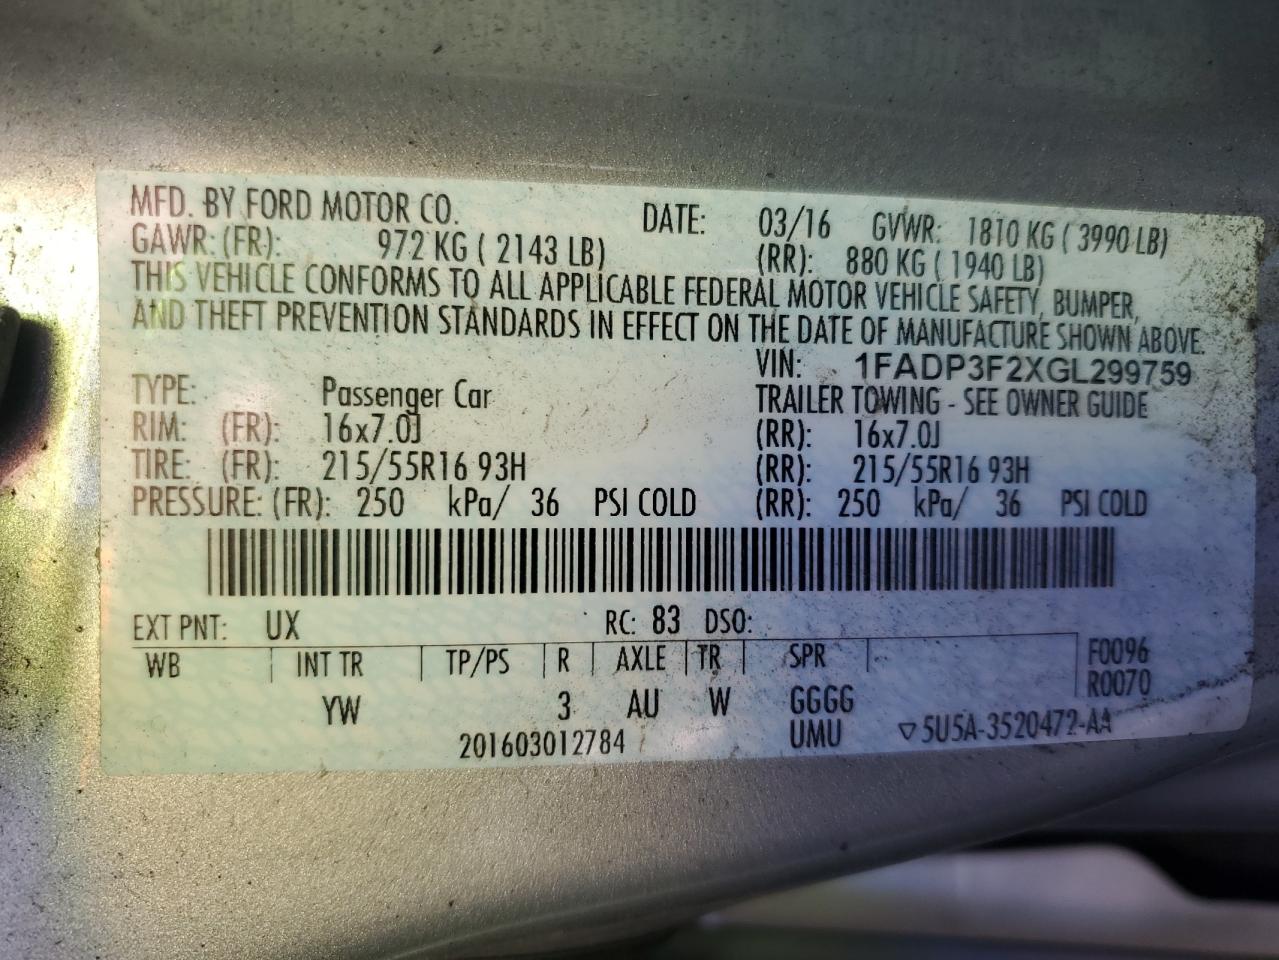 MFD. BY FORD MOTOR CO. DATE: 03/16 GVWR: 1810 KG ( 3990 LB)
GAWR: (FR): 972 KG ( 2143 LB) (RR): 880 KG ( 1940 LB)
THIS VEHICLE CONFORMS TO ALL APPLICABLE FEDERAL MOTOR VEHICLE SAFETY, BUMPER,
AND THEFT PREVENTION STANDARDS IN EFFECT ON THE DATE OF MANUFACTURE SHOWN ABOVE.
VIN: 1FADP3F2XGL299759
TYPE: Passenger Car TRAILER TOWING - SEE OWNER GUIDE
RIM: (FR): 16x7.0J (RR): 16x7.0J
TIRE: (FR): 215/55R16 93H (RR): 215/55R16 93H
PRESSURE: (FR): 250 kPa/ 36 PSI COLD (RR): 250 kPa/ 36 PSI COLD
EXT PNT: UX RC: 83 DSO:
WB INT TR TP/PS R AXLE TR SPR F0096
R0070
YW 3 AU W GGGG
201603012784 UMU ▽5U5A-3520472-AA